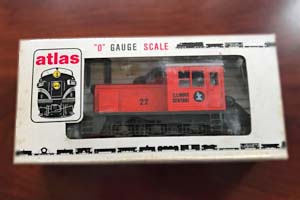 atlas
"O" GAUGE SCALE
22
ILLINOIS
CENTRAL